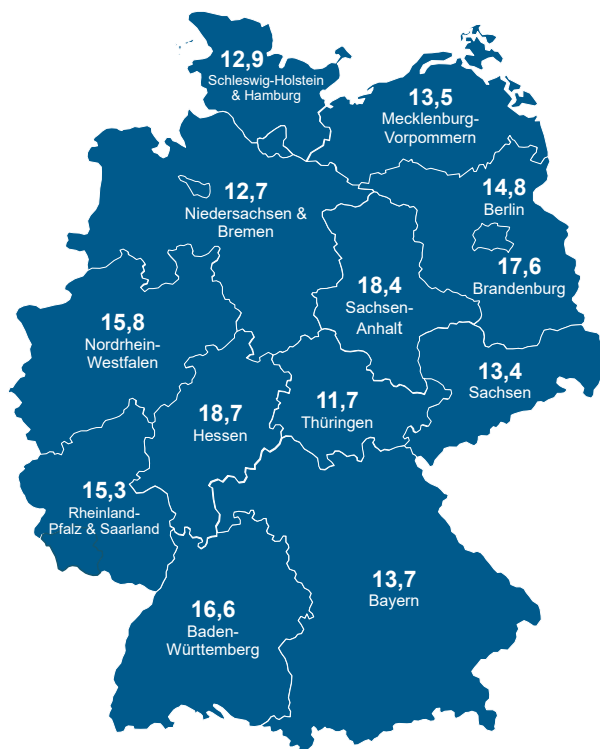 12,9
Schleswig-Holstein
& Hamburg
13,5
Mecklenburg-
Vorpommern
12,7
Niedersachsen &
Bremen
14,8
Berlin
17,6
Brandenburg
18,4
Sachsen-
Anhalt
15,8
Nordrhein-
Westfalen
13,4
Sachsen
18,7
Hessen
11,7
Thüringen
15,3
Rheinland-
Pfalz & Saarland
13,7
Bayern
16,6
Baden-
Württemberg